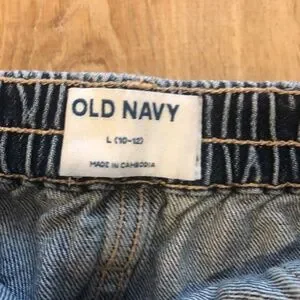 OLD NAVY
L (10-12)
MADE IN CAMBODIA